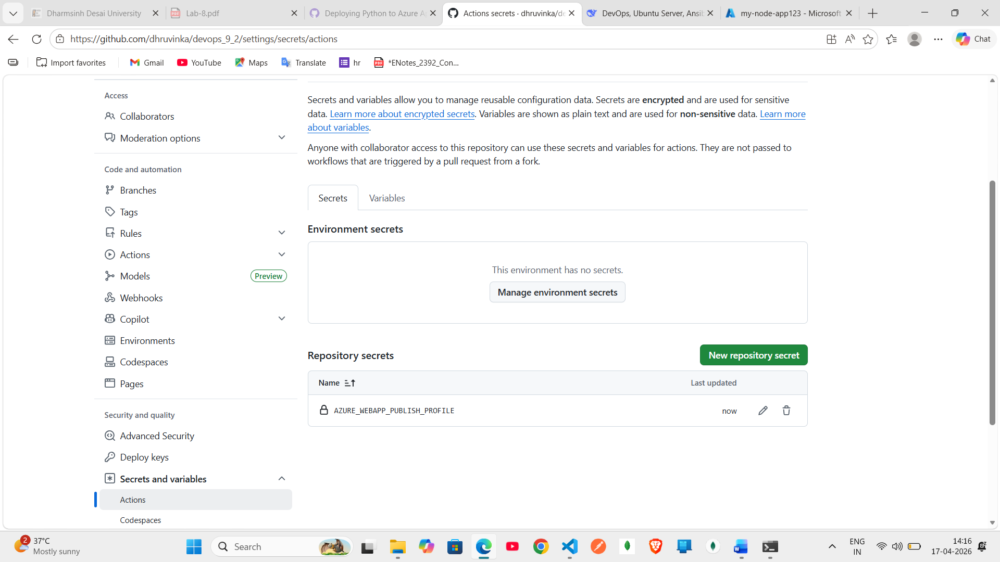 Dharmsinh Desai University
Lab-8.pdf
Deploying Python to Azure Ap
Actions secrets · dhruvinka/de
DevOps, Ubuntu Server, Ansib
my-node-app123 - Microsoft
https://github.com/dhruvinka/devops_9_2/settings/secrets/actions
Chat
Import favorites
Gmail
YouTube
Maps
Translate
hr
*ENotes_2392_Con...
Access
Collaborators
Moderation options
Code and automation
Branches
Tags
Rules
Actions
Models
Preview
Webhooks
Copilot
Environments
Codespaces
Pages
Security and quality
Advanced Security
Deploy keys
Secrets and variables
Actions
Codespaces
Secrets and variables allow you to manage reusable configuration data. Secrets are encrypted and are used for sensitive
data. Learn more about encrypted secrets. Variables are shown as plain text and are used for non-sensitive data. Learn more
about variables.
Anyone with collaborator access to this repository can use these secrets and variables for actions. They are not passed to
workflows that are triggered by a pull request from a fork.
Secrets
Variables
Environment secrets
This environment has no secrets.
Manage environment secrets
Repository secrets
New repository secret
Name
Last updated
AZURE_WEBAPP_PUBLISH_PROFILE
now
2
37°C
Mostly sunny
Search
ENG
IN
14:16
17-04-2026